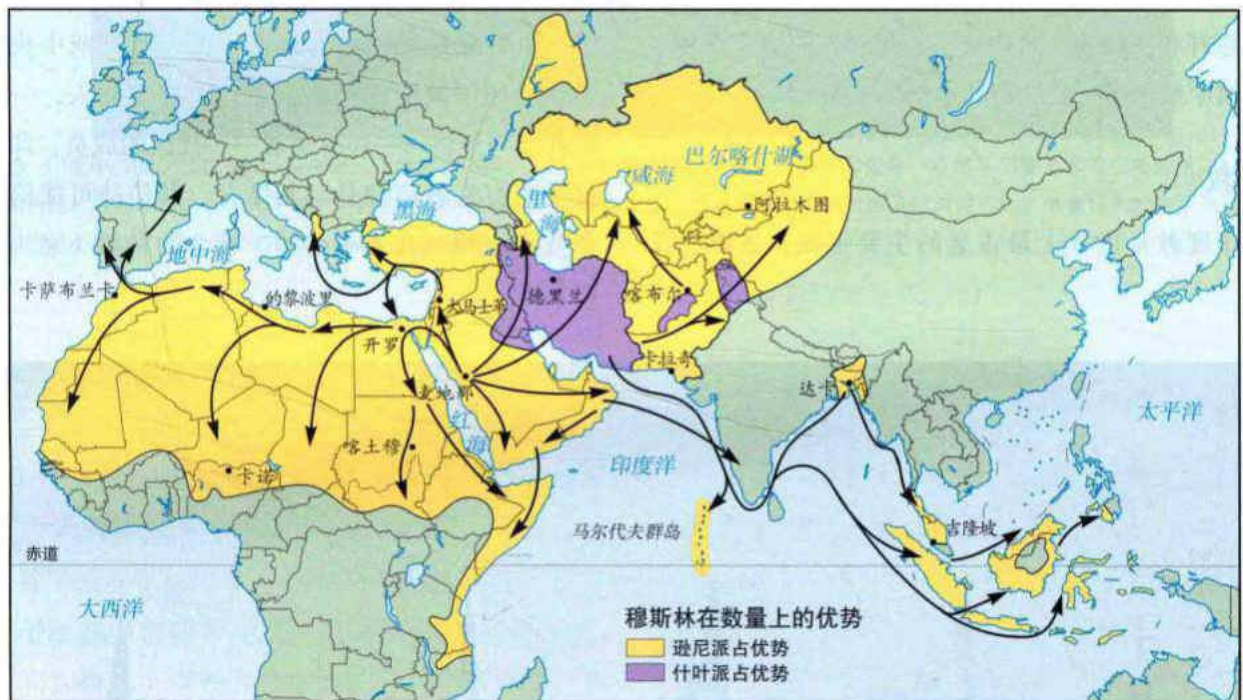 巴尔喀什湖
咸海
里海
黑海
阿拉木图
地中海
卡萨布兰卡
的黎波里
大马士革
德黑兰
喀布尔
开罗
卡拉奇
麦地那
达卡
红海
太平洋
喀土穆
印度洋
卡诺
马尔代夫群岛
吉隆坡
赤道
大西洋
穆斯林在数量上的优势
逊尼派占优势
什叶派占优势